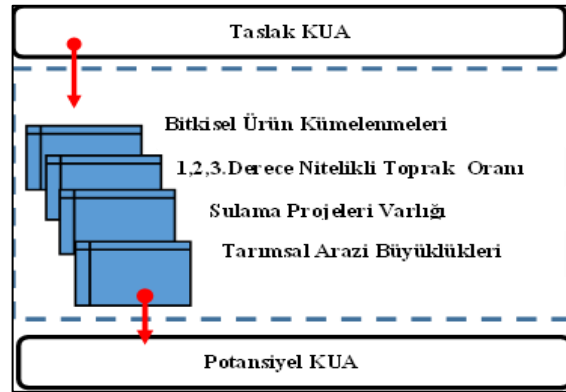 Taslak KUA
Bitkisel Ürün Kümelenmeleri
1,2,3.Derece Nitelikli Toprak Oranı
Sulama Projeleri Varlığı
Tarımsal Arazi Büyüklükleri
Potansiyel KUA